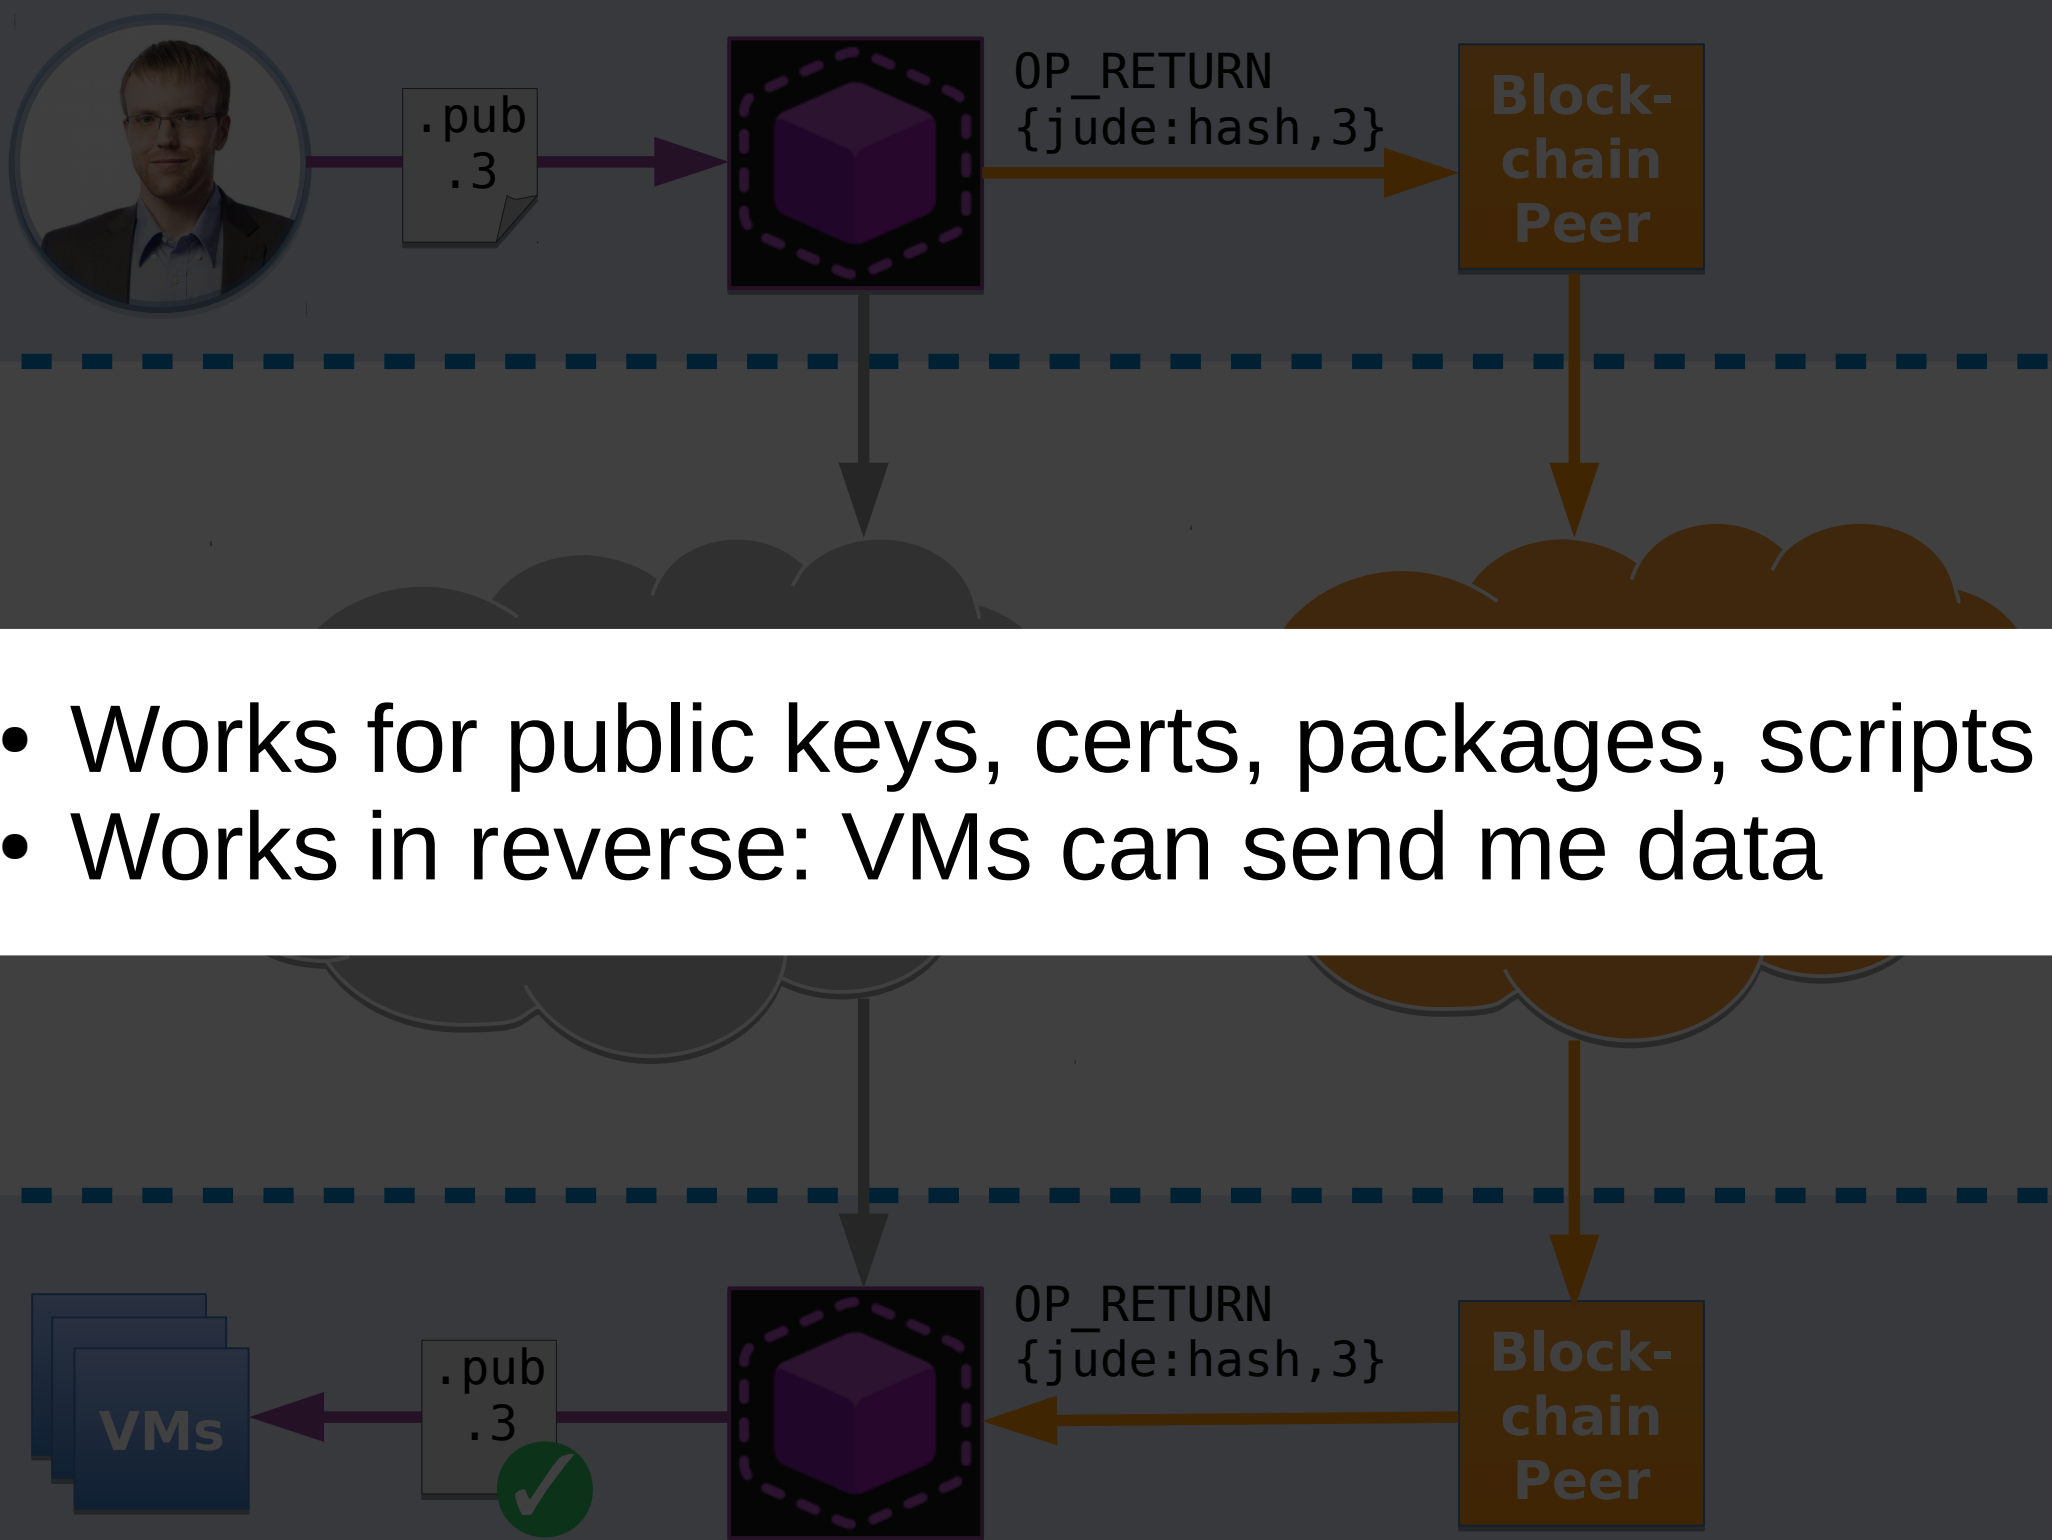 .pub
.3
OP_RETURN
{jude:hash,3}
Block-
chain
Peer
• Works for public keys, certs, packages, scripts
• Works in reverse: VMs can send me data
VMs
.pub
.3
OP_RETURN
{jude:hash,3}
Block-
chain
Peer